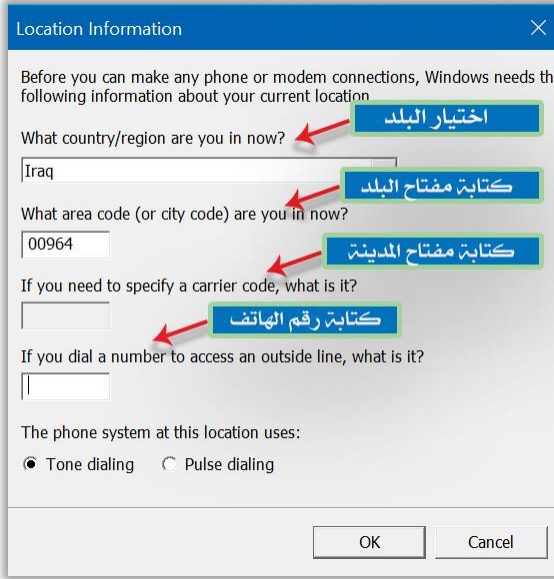 Location Information
Before you can make any phone or modem connections, Windows needs th
following information about your current location
اختيار البلد
What country/region are you in now?
Iraq
كتابة مفتاح البلد
What area code (or city code) are you in now?
00964
كتابة مفتاح المدينة
If you need to specify a carrier code, what is it?
كتابة رقم الهاتف
If you dial a number to access an outside line, what is it?
The phone system at this location uses:
Tone dialing Pulse dialing
OK Cancel